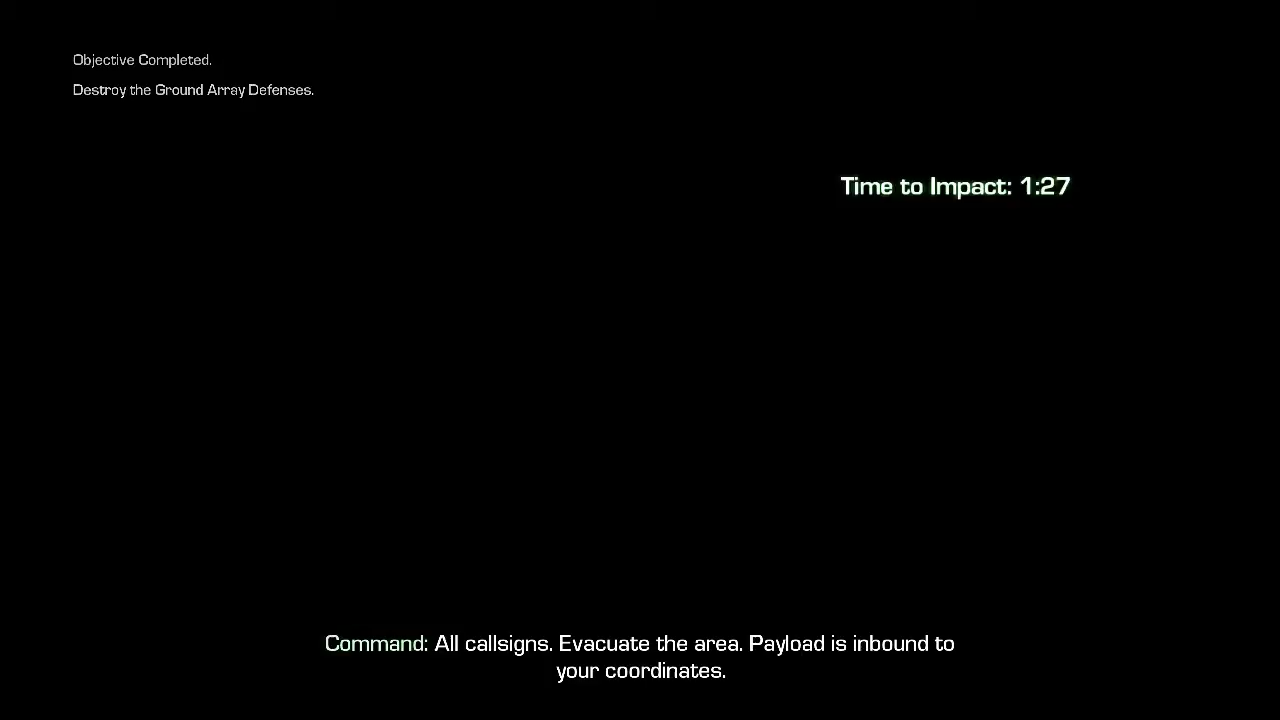 Objective Completed.
Destroy the Ground Array Defenses.
Time to Impact: 1:27
Command: All callsigns. Evacuate the area. Payload is inbound to
your coordinates.